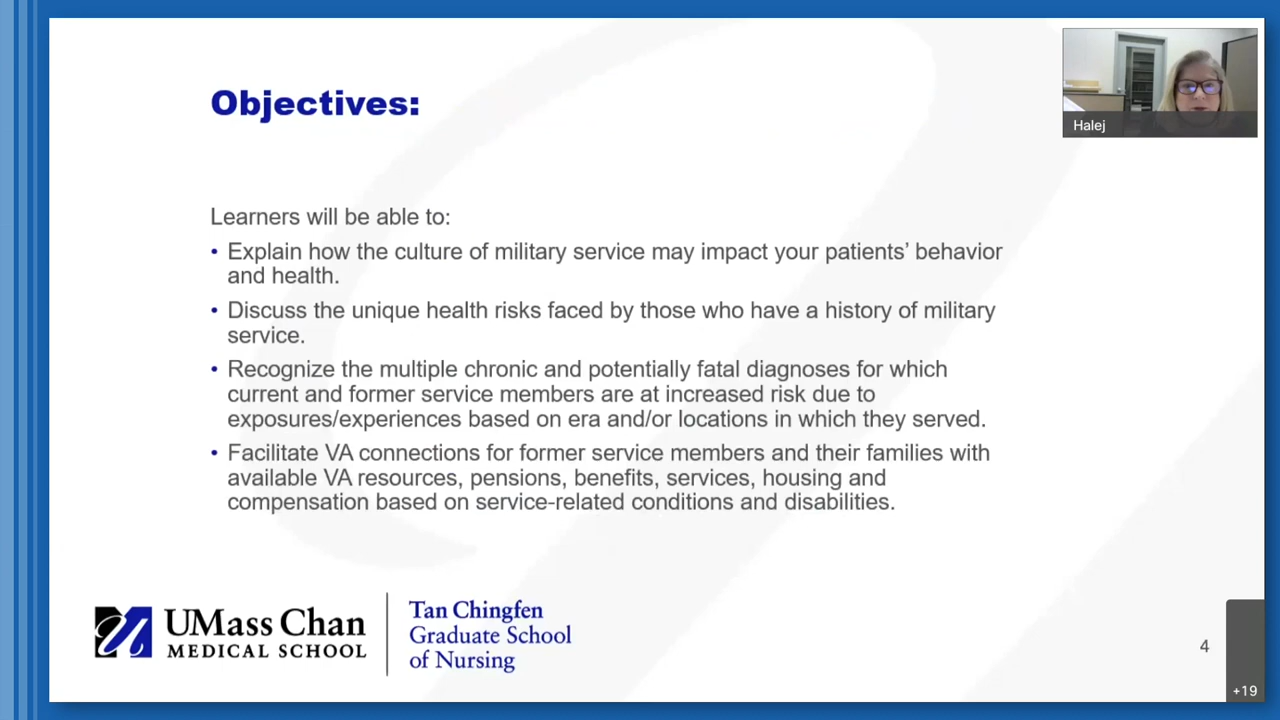 Objectives:
Halej
Learners will be able to:
• Explain how the culture of military service may impact your patients’ behavior
and health.
• Discuss the unique health risks faced by those who have a history of military
service.
• Recognize the multiple chronic and potentially fatal diagnoses for which
current and former service members are at increased risk due to
exposures/experiences based on era and/or locations in which they served.
• Facilitate VA connections for former service members and their families with
available VA resources, pensions, benefits, services, housing and
compensation based on service-related conditions and disabilities.
UMass Chan
MEDICAL SCHOOL
Tan Chingfen
Graduate School
of Nursing
4
+19